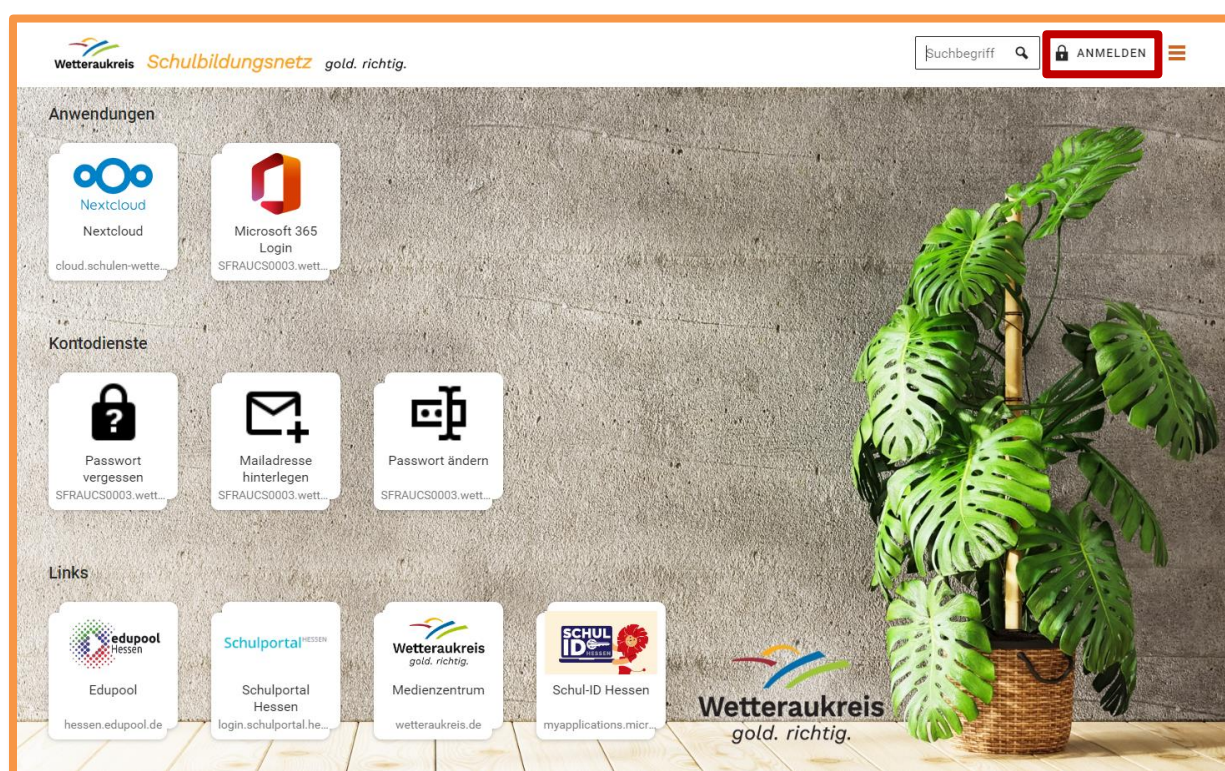 Wetteraukreis Schulbildungsnetz gold. richtig.
Suchbegriff
ANMELDEN
Anwendungen
Nextcloud
Nextcloud
cloud.schulen-wette...
Microsoft 365
Login
SFRAUCS0003.wett...
Kontodienste
?
Passwort
vergessen
SFRAUCS0003.wett...
Mailadresse
hinterlegen
SFRAUCS0003.wett...
Passwort ändern
SFRAUCS0003.wett...
Links
edupool
Hessen
Edupool
hessen.edupool.de
Schulportal HESSEN
Schulportal
Hessen
login.schulportal.he...
Wetteraukreis
gold. richtig.
Medienzentrum
wetteraukreis.de
SCHUL
ID
HESSEN
Schul-ID Hessen
myapplications.micr...
Wetteraukreis
gold. richtig.